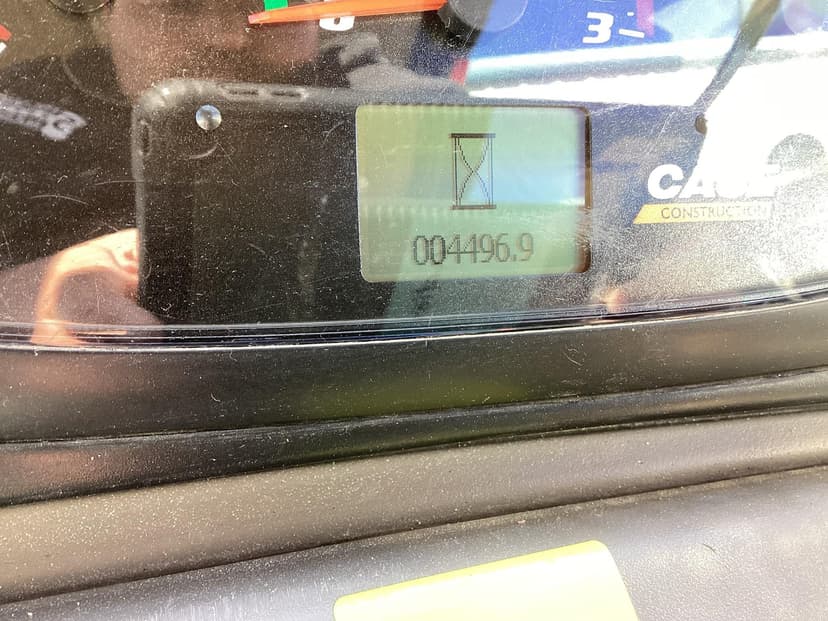 3
CASE
CONSTRUCTION
004496.9